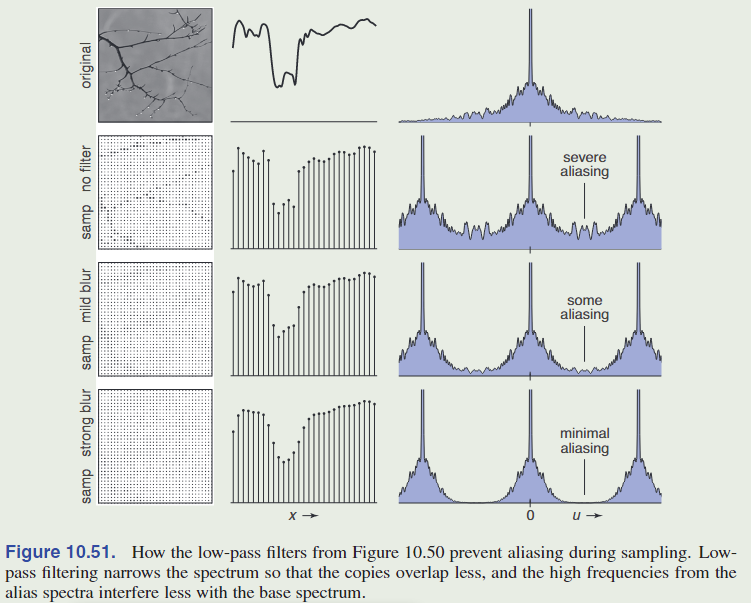 original
no filter
samp
severe
aliasing
mild blur
samp
some
aliasing
strong blur
samp
minimal
aliasing
x →
0
u →
Figure 10.51. How the low-pass filters from Figure 10.50 prevent aliasing during sampling. Low-
pass filtering narrows the spectrum so that the copies overlap less, and the high frequencies from the
alias spectra interfere less with the base spectrum.